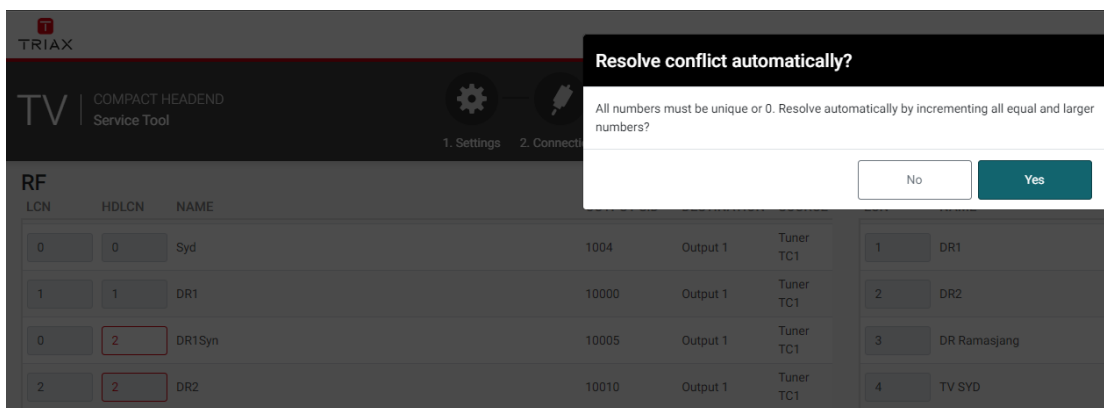 TRIAX
TV COMPACT HEADEND
Service Tool
1. Settings 2. Connecti
Resolve conflict automatically?
All numbers must be unique or 0. Resolve automatically by incrementing all equal and larger
numbers?
No Yes
RF
LCN HDLCN NAME
0 0 Syd 1004 Output 1 Tuner TC1 1 DR1
1 1 DR1 10000 Output 1 Tuner TC1 2 DR2
0 2 DR1Syn 10005 Output 1 Tuner TC1 3 DR Ramasjang
2 2 DR2 10010 Output 1 Tuner TC1 4 TV SYD